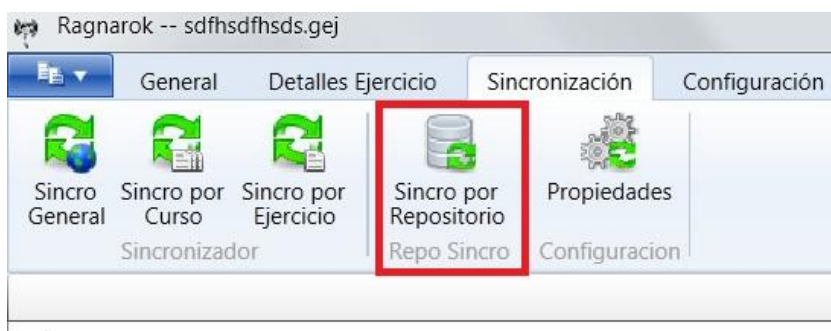 Ragnarok -- sdfhsdfhsds.gej
General Detalles Ejercicio Sincronización Configuración
Sincro General
Sincro por Curso
Sincro por Ejercicio
Sincro por Repositorio
Propiedades
Sincronizador Repo Sincro Configuracion